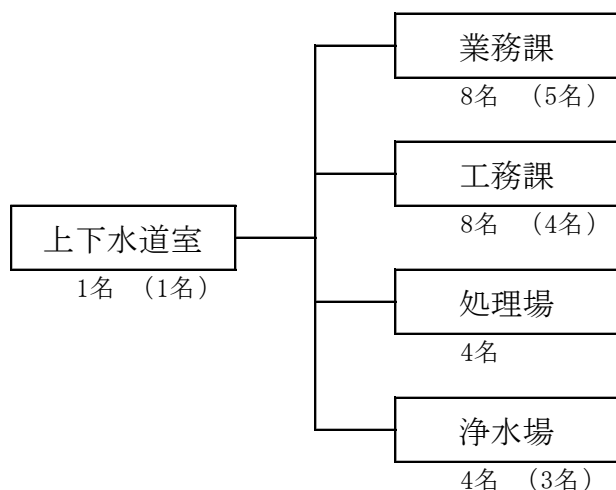 業務課
8名 （5名）
工務課
8名 （4名）
上下水道室
1名 （1名）
処理場
4名
浄水場
4名 （3名）